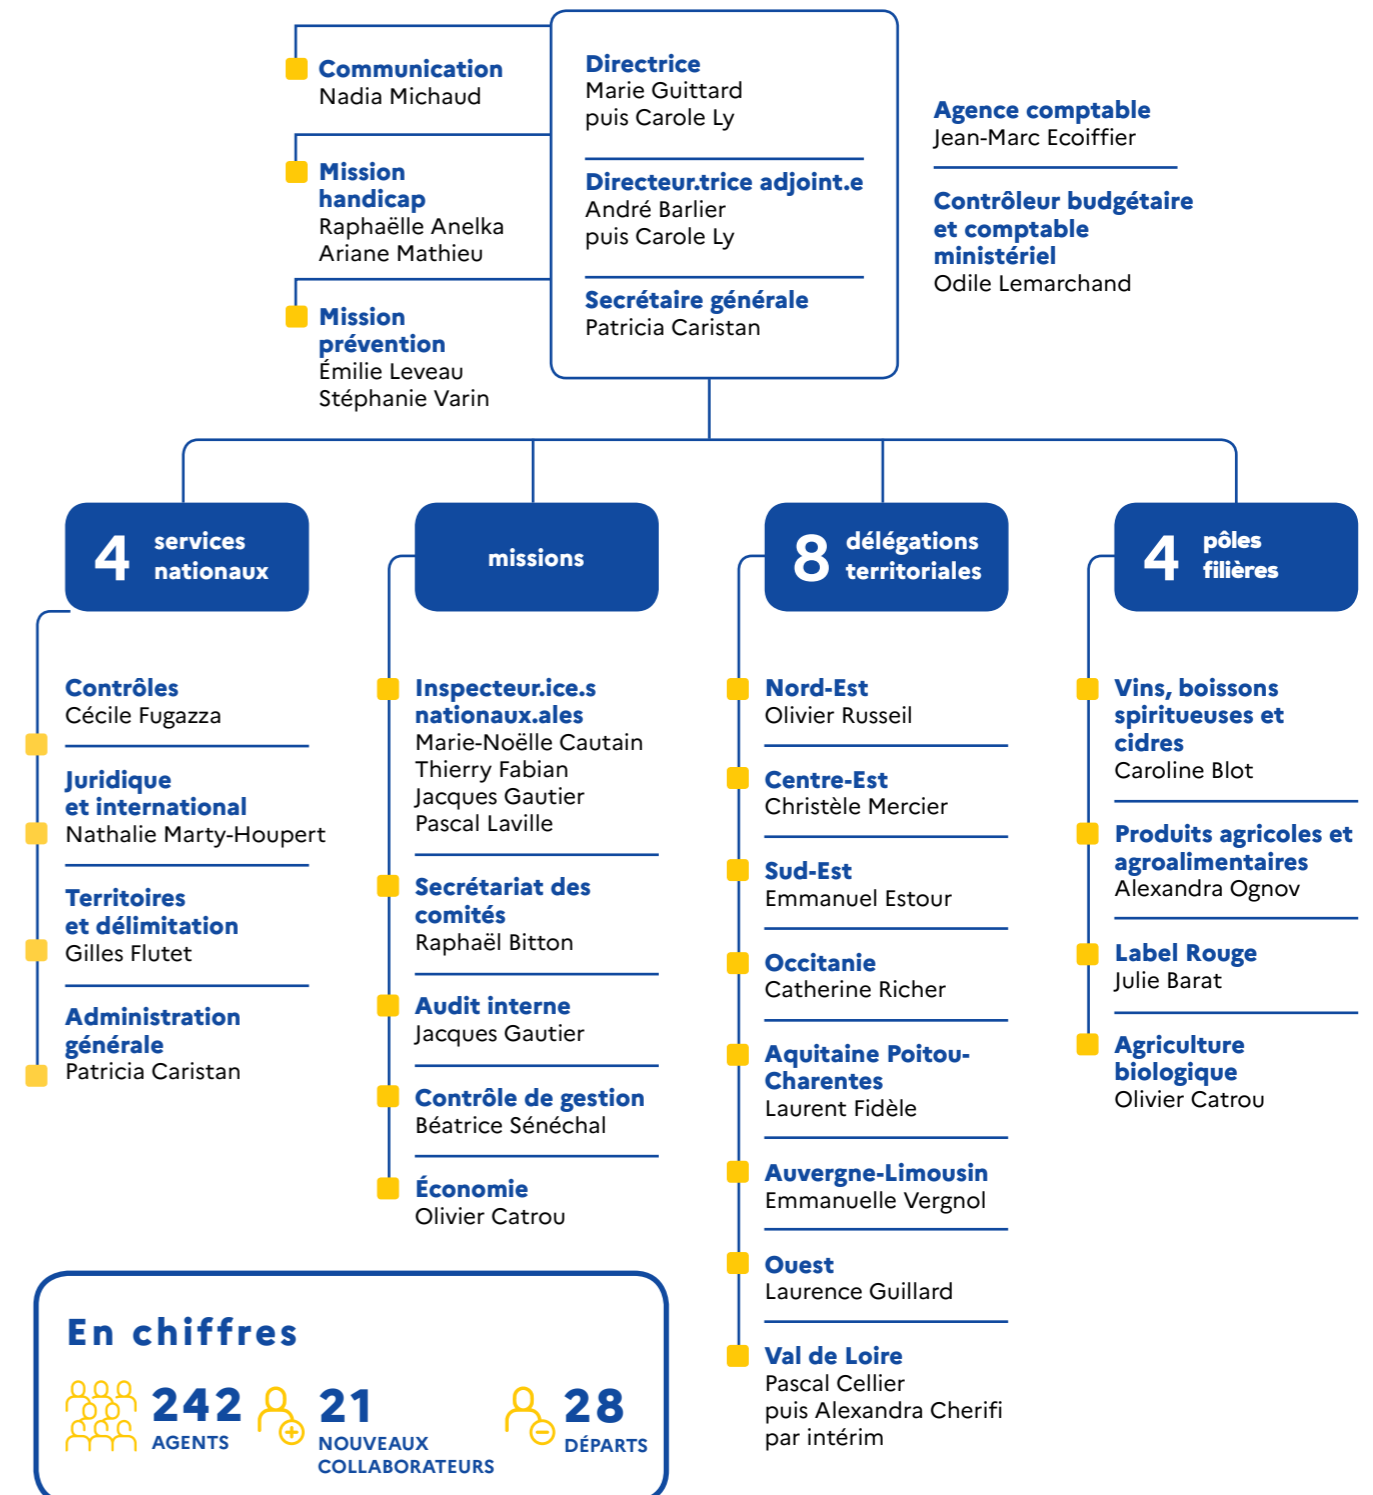 Communication
Nadia Michaud
Mission
handicap
Raphaëlle Anelka
Ariane Mathieu
Mission
prévention
Émilie Leveau
Stéphanie Varin
Directrice
Marie Guittard
puis Carole Ly
Directeur.trice adjoint.e
André Barlier
puis Carole Ly
Secrétaire générale
Patricia Caristan
Agence comptable
Jean-Marc Ecoiffier
Contrôleur budgétaire
et comptable
ministériel
Odile Lemarchand
4 services
nationaux
Contrôles
Cécile Fugazza
Juridique
et international
Nathalie Marty-Houpert
Territoires
et délimitation
Gilles Flutet
Administration
générale
Patricia Caristan
missions
Inspecteur.ice.s
nationaux.ales
Marie-Noëlle Cautain
Thierry Fabian
Jacques Gautier
Pascal Laville
Secrétariat des
comités
Raphaël Bitton
Audit interne
Jacques Gautier
Contrôle de gestion
Béatrice Sénéchal
Économie
Olivier Catrou
8 délégations
territoriales
Nord-Est
Olivier Russeil
Centre-Est
Christèle Mercier
Sud-Est
Emmanuel Estour
Occitanie
Catherine Richer
Aquitaine Poitou-
Charentes
Laurent Fidèle
Auvergne-Limousin
Emmanuelle Vergnol
Ouest
Laurence Guillard
Val de Loire
Pascal Cellier
puis Alexandra Cherifi
par intérim
4 pôles
filières
Vins, boissons
spiritueuses et
cidres
Caroline Blot
Produits agricoles et
agroalimentaires
Alexandra Ognov
Label Rouge
Julie Barat
Agriculture
biologique
Olivier Catrou
En chiffres
242
AGENTS
21
NOUVEAUX
COLLABORATEURS
28
DÉPARTS